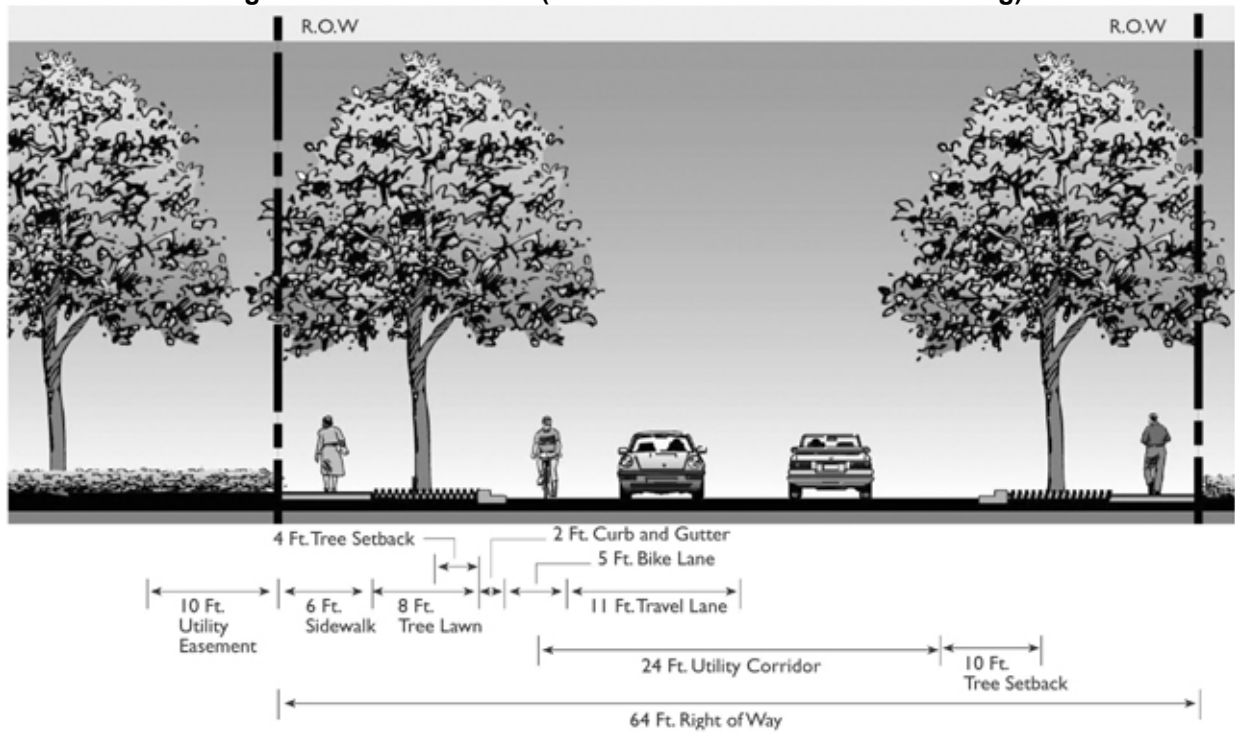 R.O.W
R.O.W
4 Ft. Tree Setback
2 Ft. Curb and Gutter
5 Ft. Bike Lane
10 Ft.
Utility
Easement
6 Ft.
Sidewalk
8 Ft.
Tree Lawn
11 Ft. Travel Lane
24 Ft. Utility Corridor
10 Ft.
Tree Setback
64 Ft. Right of Way